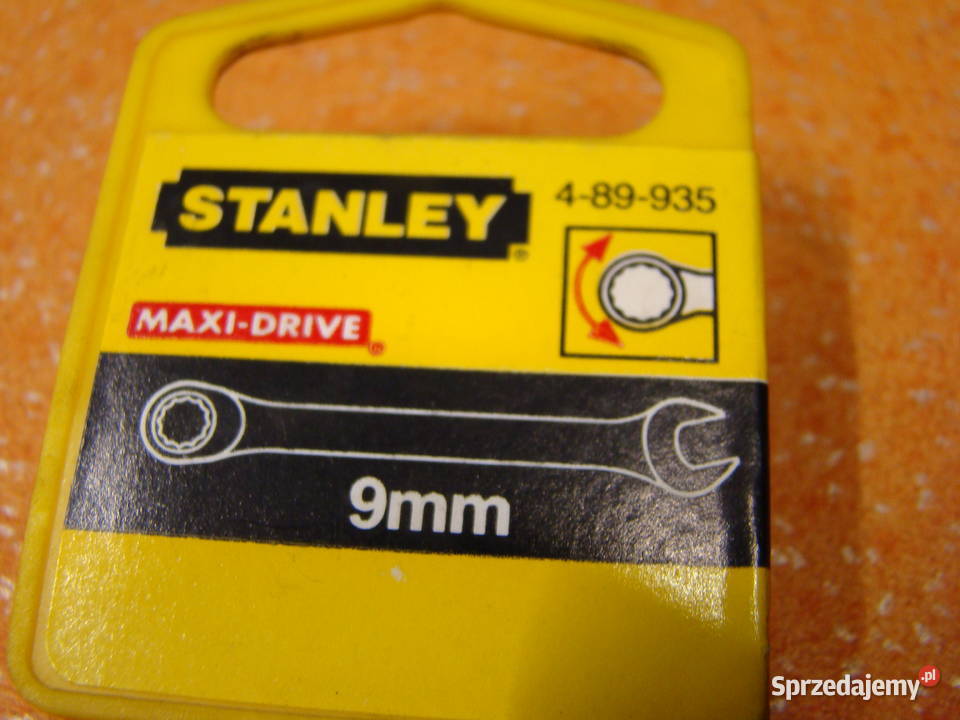 STANLEY®
4-89-935
MAXI-DRIVE®
9mm
Sprzedajemy.pl